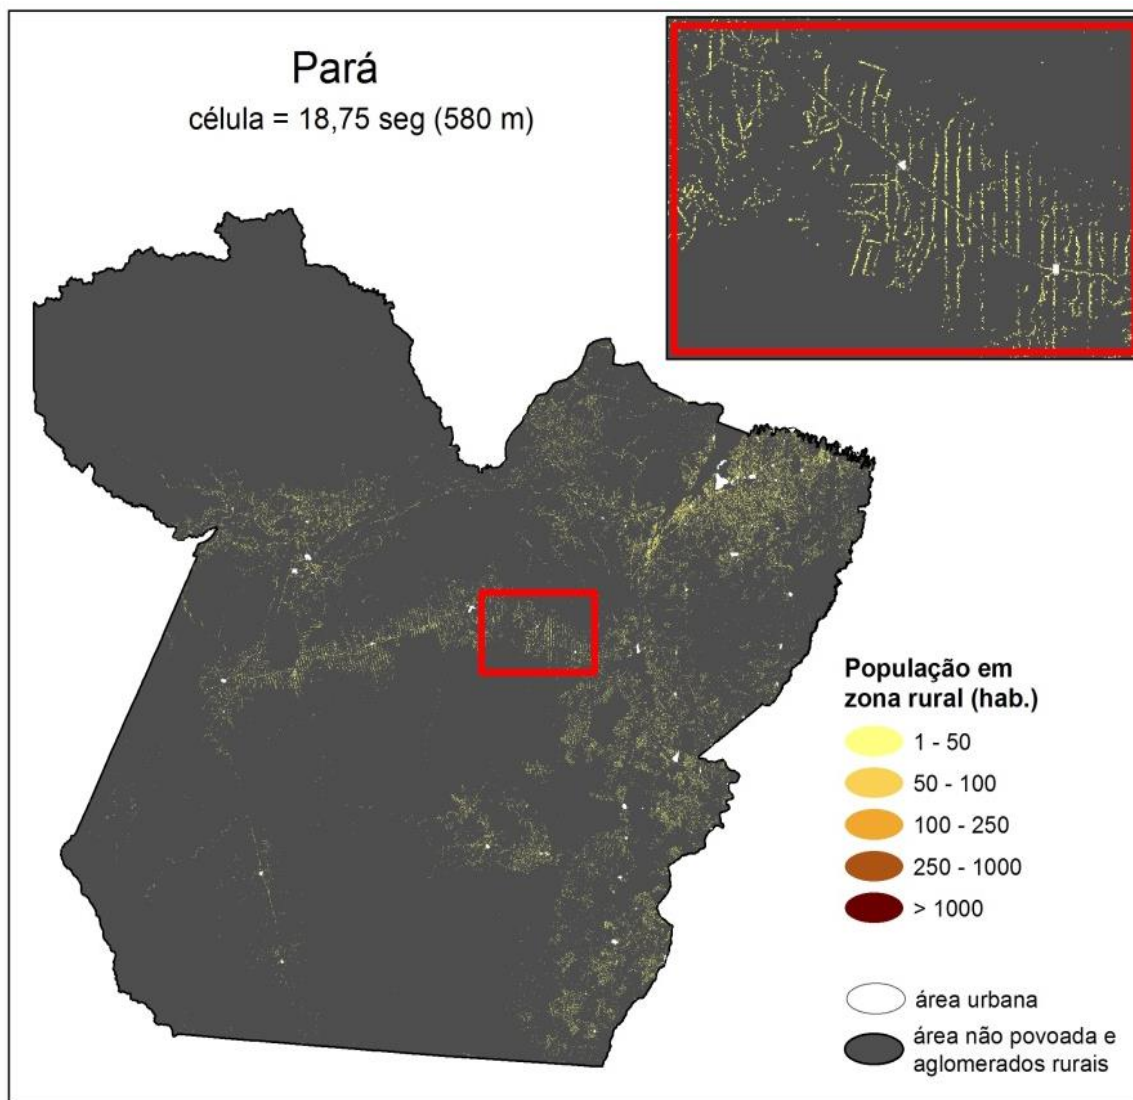 Pará
célula = 18,75 seg (580 m)
População em
zona rural (hab.)
1 - 50
50 - 100
100 - 250
250 - 1000
> 1000
área urbana
área não povoada e
aglomerados rurais